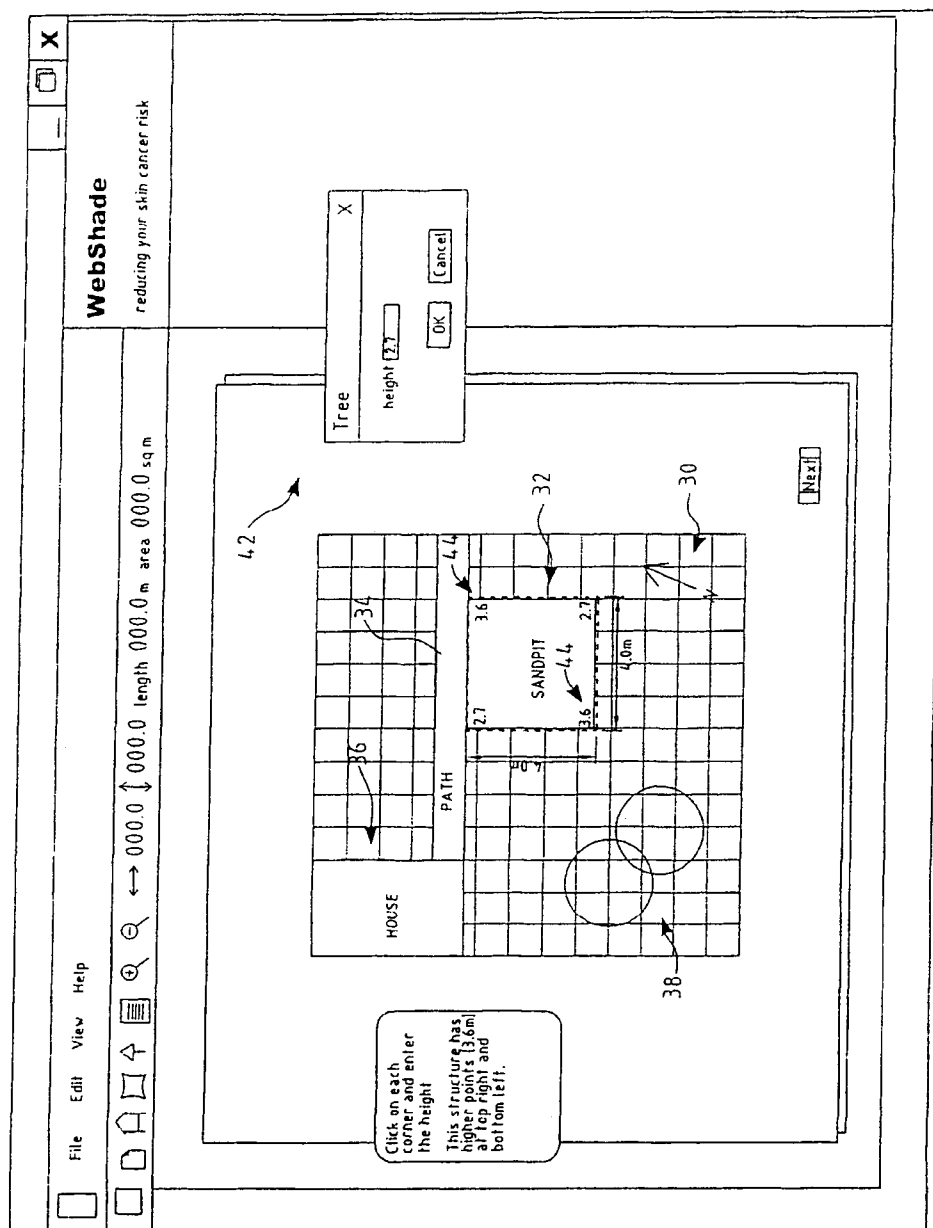 X
File Edit View Help
WebShade
reducing your skin cancer risk
↔ 000.0 ↕ 000.0 length 000.0 m area 000.0 sq m
Click on each
corner and enter
the height
This structure has
higher points [3.6m]
at top right and
bottom left.
42
36
34
HOUSE
PATH
44
2.7
3.6
SANDPIT
44
3.6
2.7
32
4.0m
4.0m
38
N
30
Tree X
height 2.7
OK Cancel
Next